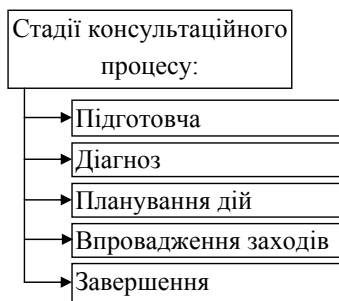 Стадії консультаційного
процесу:
Підготовча
Діагноз
Планування дій
Впровадження заходів
Завершення